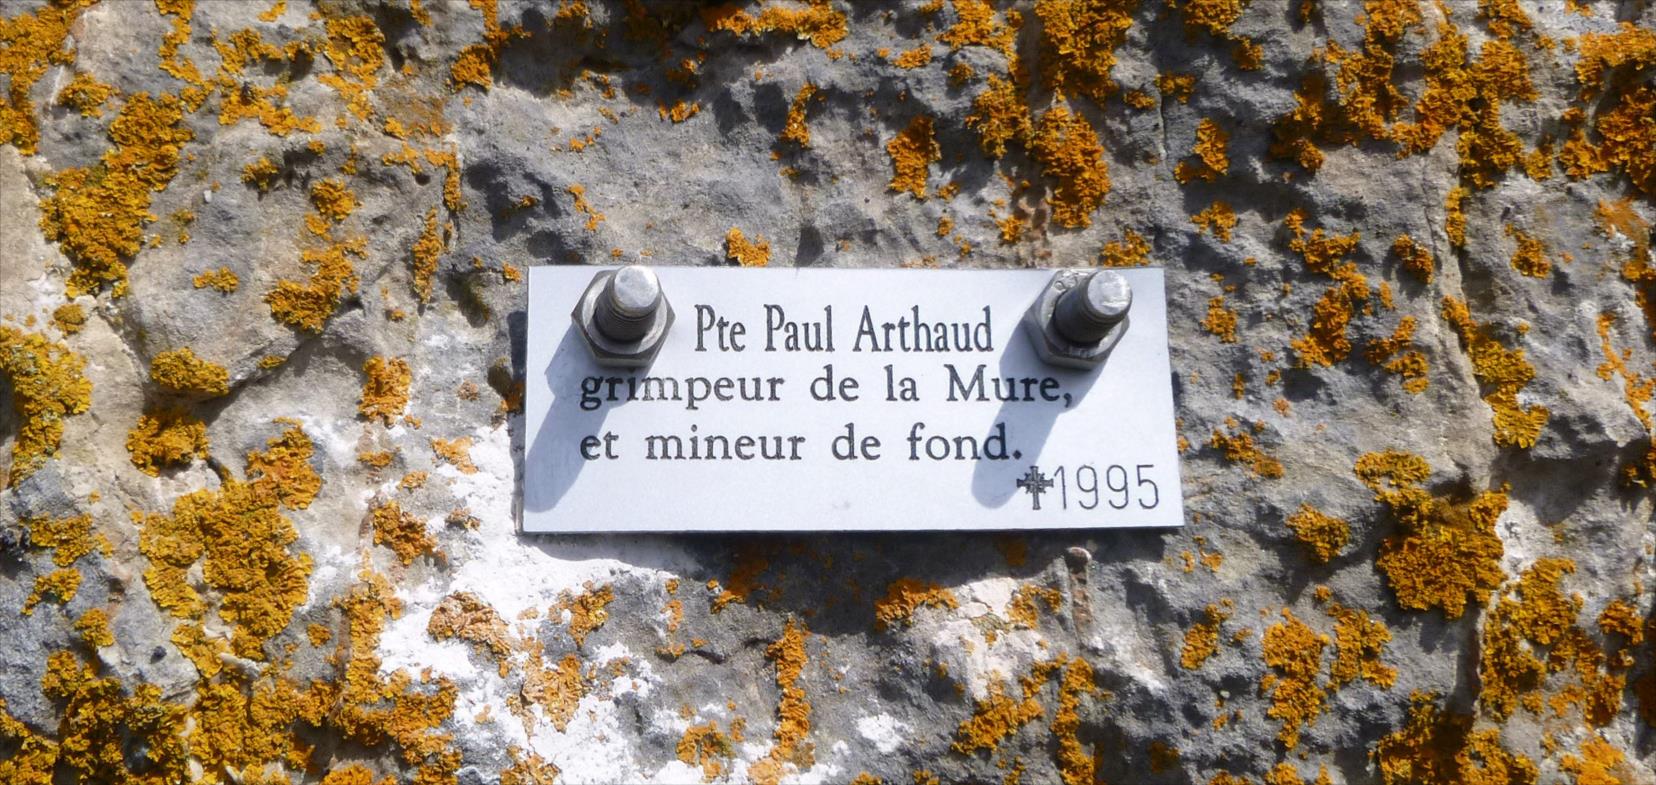 Pte Paul Arthaud
grimpeur de la Mure,
et mineur de fond.
✝1995